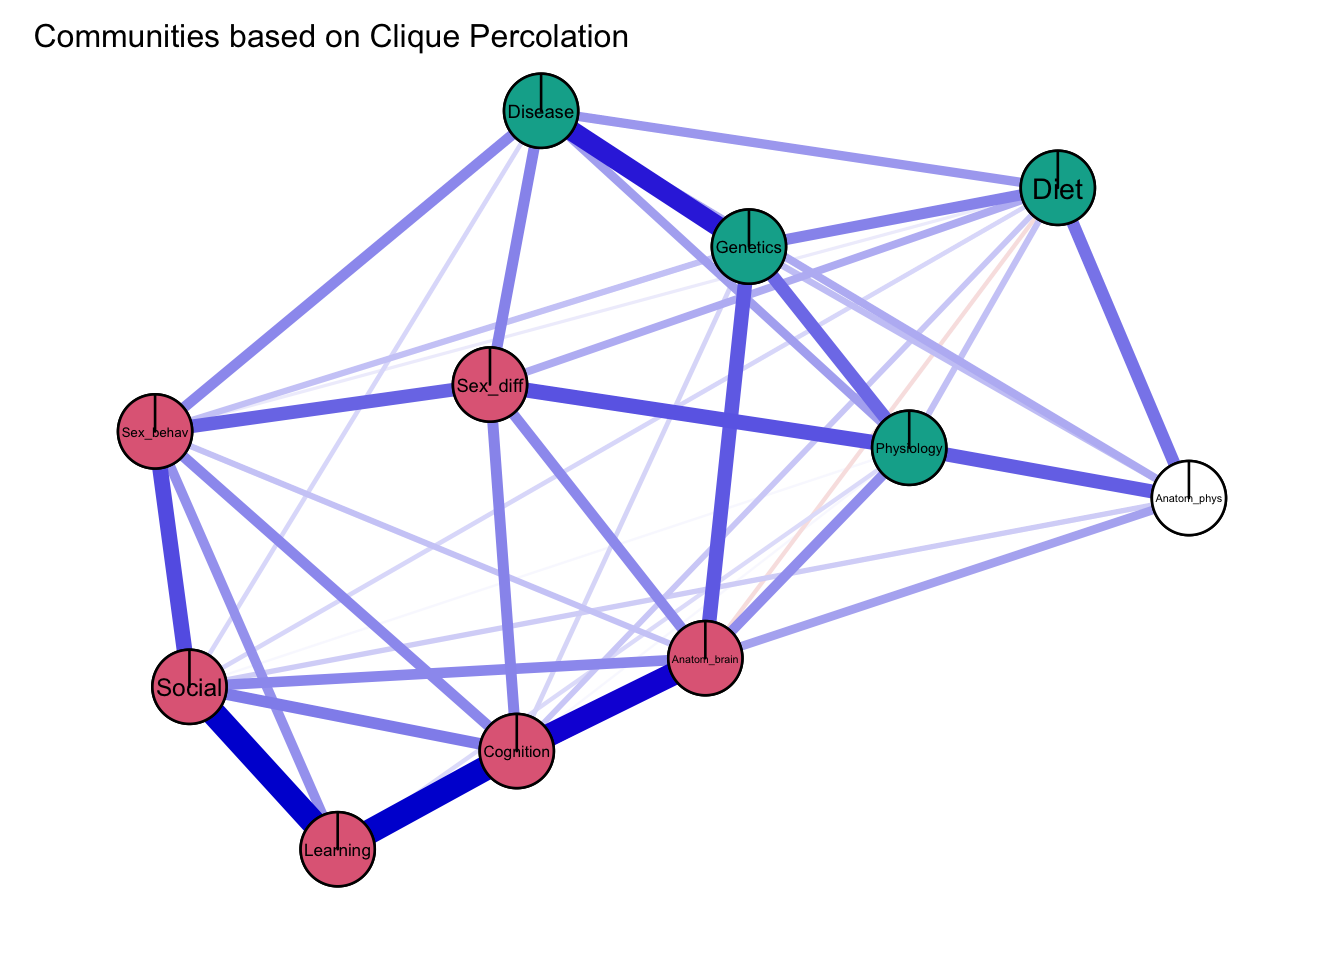 Communities based on Clique Percolation
Disease
Diet
Genetics
Sex_diff
Sex_behav
Physiology
Anatom_phys
Anatom_brain
Social
Cognition
Learning